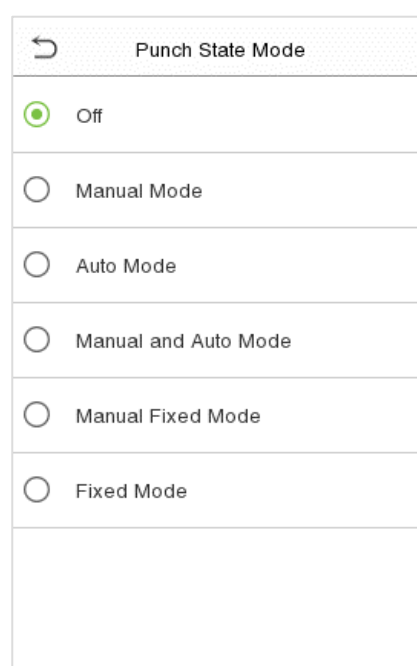 Punch State Mode
Off
Manual Mode
Auto Mode
Manual and Auto Mode
Manual Fixed Mode
Fixed Mode